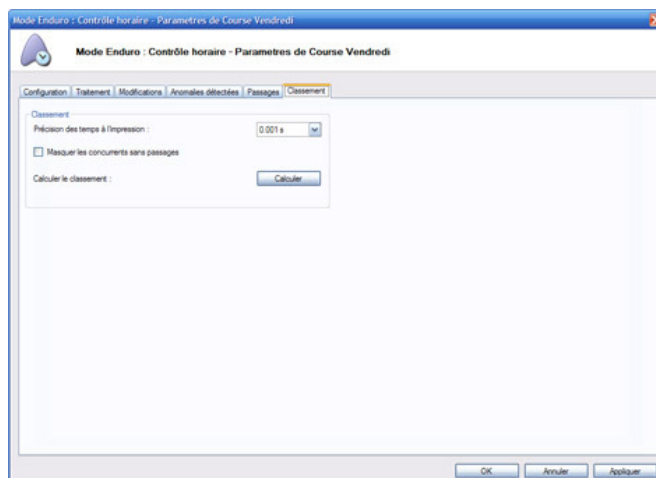 Mode Enduro : Contrôle horaire - Parametres de Course Vendredi
Mode Enduro : Contrôle horaire - Parametres de Course Vendredi
Configuration Traitement Modifications Anomalies détectées Passages Classement
Classement
Précision des temps à l'impression : 0.001 s
Masquer les concurrents sans passages
Calculer le classement : Calculer
OK Annuler Appliquer